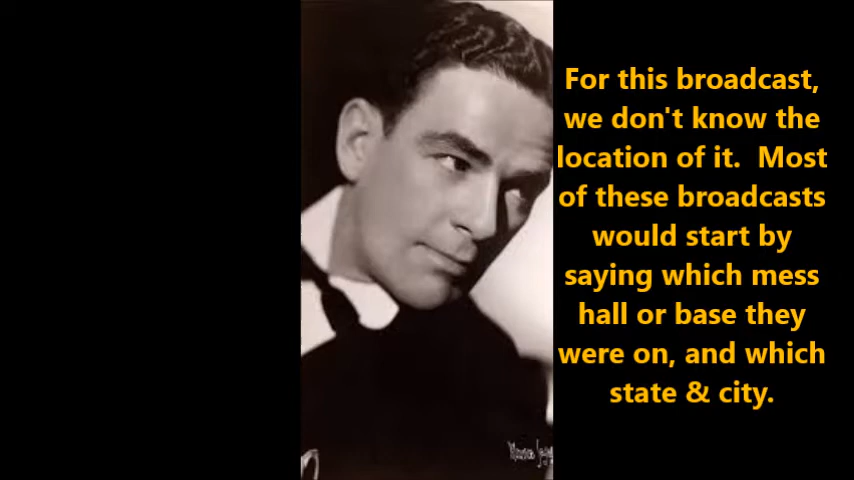 For this broadcast,
we don't know the
location of it.  Most
of these broadcasts
would start by
saying which mess
hall or base they
were on, and which
state & city.